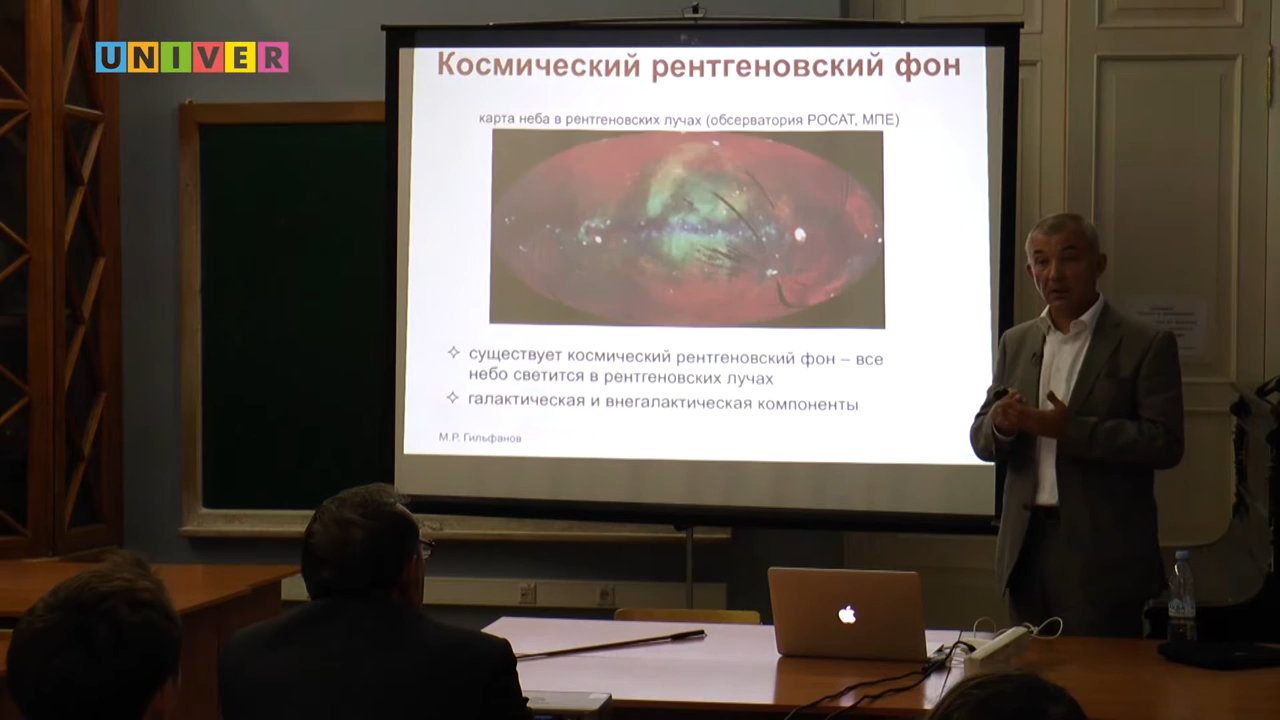 UNIVER
Космический рентгеновский фон
карта неба в рентгеновских лучах (обсерватория РОСАТ, МПЕ)
✧ существует космический рентгеновский фон – все
небо светится в рентгеновских лучах
✧ галактическая и внегалактическая компоненты
М.Р. Гильфанов